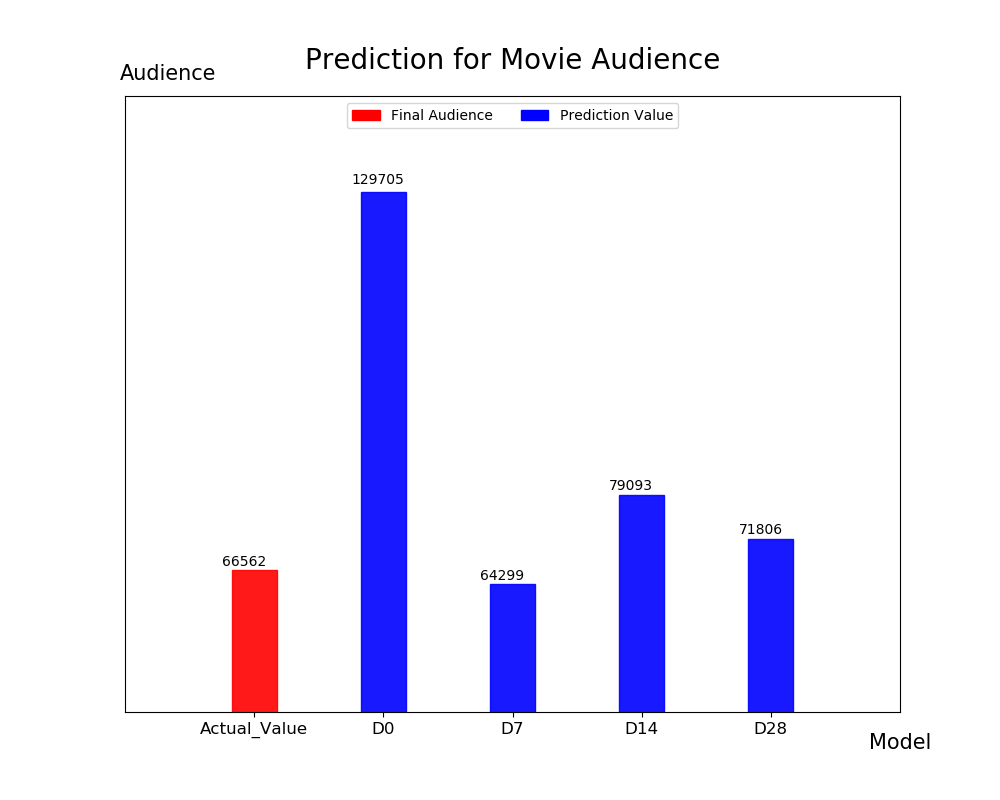 Prediction for Movie Audience
Audience
Final Audience Prediction Value
129705
79093
71806
66562
64299
Actual_Value D0 D7 D14 D28
Model